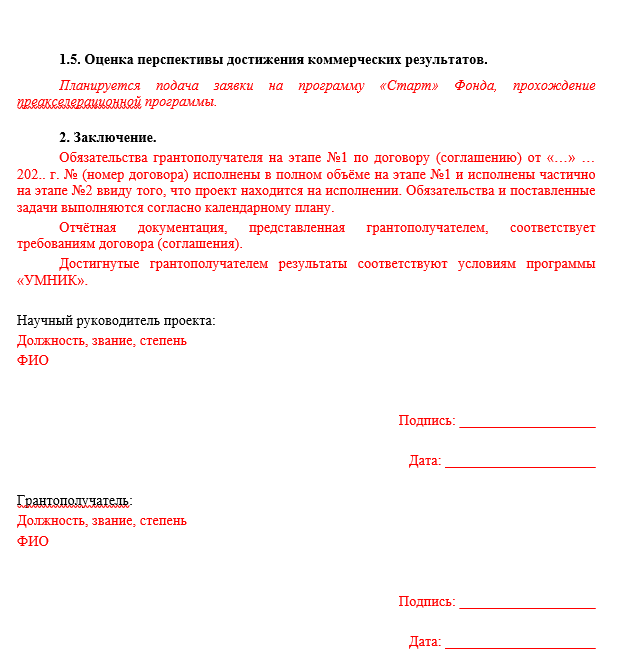 1.5. Оценка перспективы достижения коммерческих результатов.
Планируется подача заявки на программу «Старт» Фонда, прохождение
преакселерационной программы.
2. Заключение.
Обязательства грантополучателя на этапе №1 по договору (соглашению) от «…» …
202.. г. № (номер договора) исполнены в полном объёме на этапе №1 и исполнены частично
на этапе №2 ввиду того, что проект находится на исполнении. Обязательства и поставленные
задачи выполняются согласно календарному плану.
Отчётная документация, представленная грантополучателем, соответствует
требованиям договора (соглашения).
Достигнутые грантополучателем результаты соответствуют условиям программы
«УМНИК».
Научный руководитель проекта:
Должность, звание, степень
ФИО
Подпись: ____________________
Дата: ______________________
Грантополучатель:
Должность, звание, степень
ФИО
Подпись: ____________________
Дата: ______________________